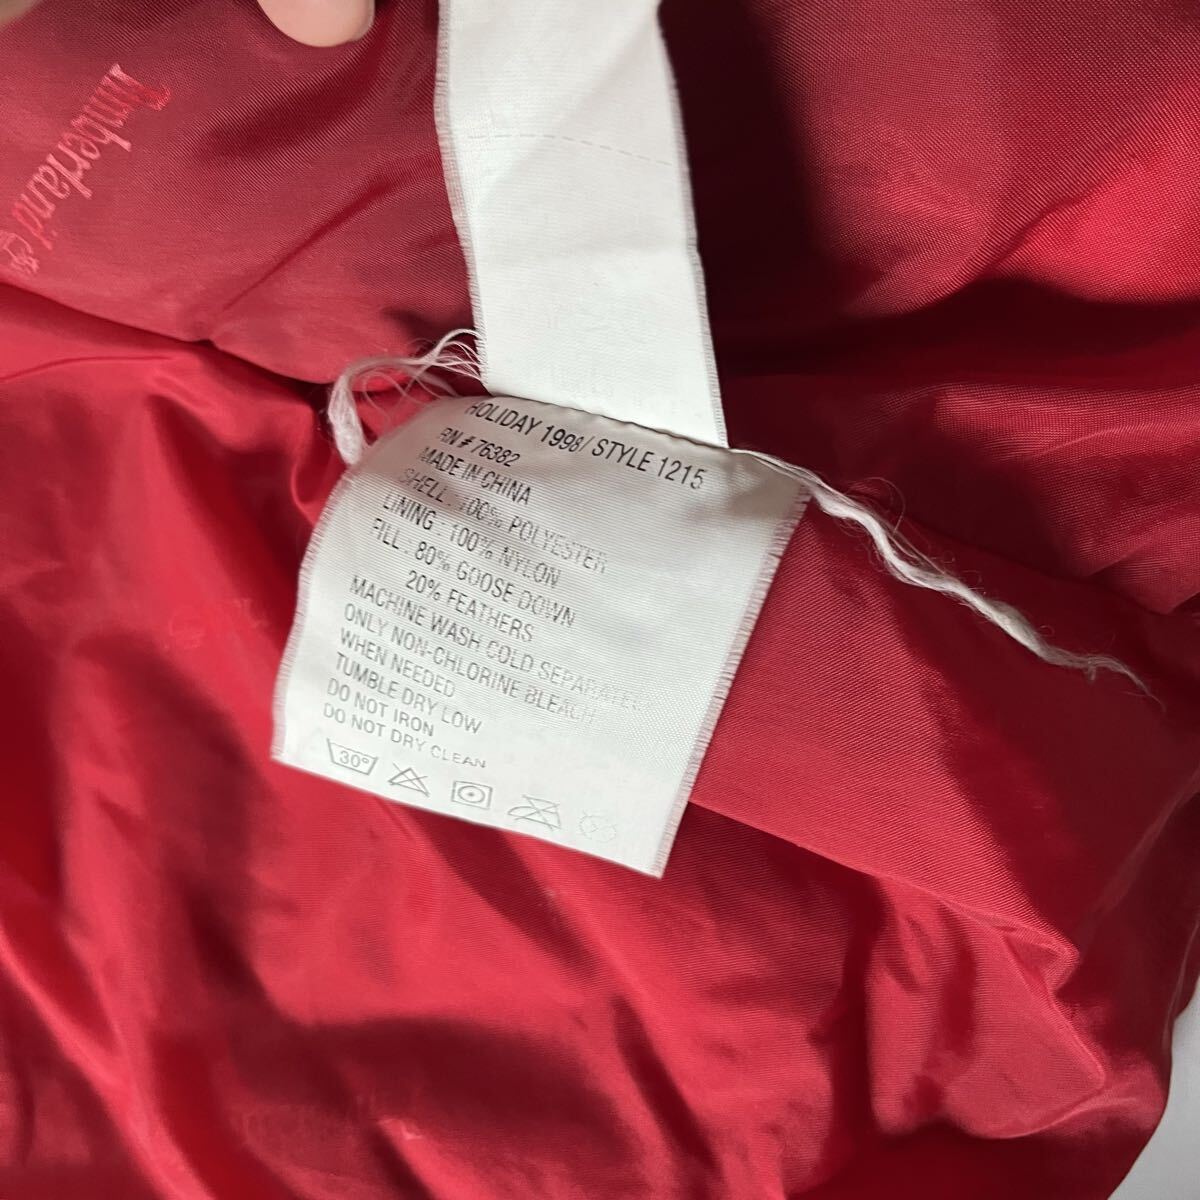 Timberland
HOLIDAY 1998/ STYLE 1215
RN # 76382
MADE IN CHINA
SHELL : 100% POLYESTER
LINING : 100% NYLON
FILL : 80% GOOSE DOWN
20% FEATHERS
MACHINE WASH COLD SEPARATELY
ONLY NON-CHLORINE BLEACH
WHEN NEEDED
TUMBLE DRY LOW
DO NOT IRON
DO NOT DRY CLEAN
30°